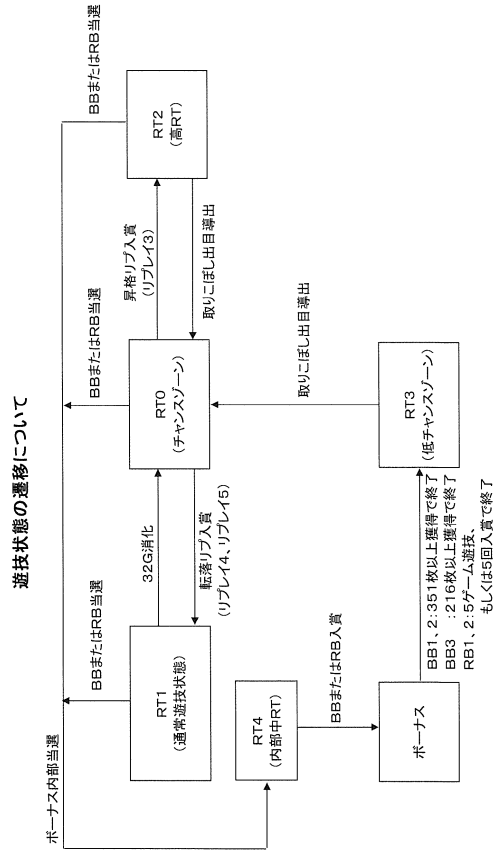 遊技状態の遷移について
ボーナス内部当選
BBまたはRB当選
BBまたはRB当選
BBまたはRB当選
RT1
(通常遊技状態)
32G消化
転落リプ入賞
(リプレイ4、リプレイ5)
RT0
(チャンスゾーン)
昇格リプ入賞
(リプレイ3)
取りこぼし出目導出
RT2
(高RT)
RT4
(内部中RT)
BBまたはRB入賞
取りこぼし出目導出
ボーナス
BB1、2:351枚以上獲得で終了
BB3 :216枚以上獲得で終了
RB1、2:5ゲーム遊技、
もしくは5回入賞で終了
RT3
(低チャンスゾーン)